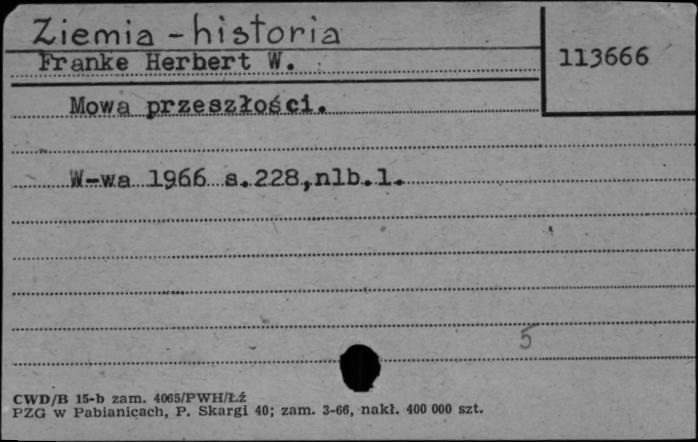 Ziemia - historia
Franke Herbert W.
113666
Mowa przeszłości.
W-wa 1966 s.228,nlb.1.
5
CWD/B 15-b zam. 4065/PWH/Łź
PZG w Pabianicach, P. Skargi 40; zam. 3-66, nakł. 400 000 szt.